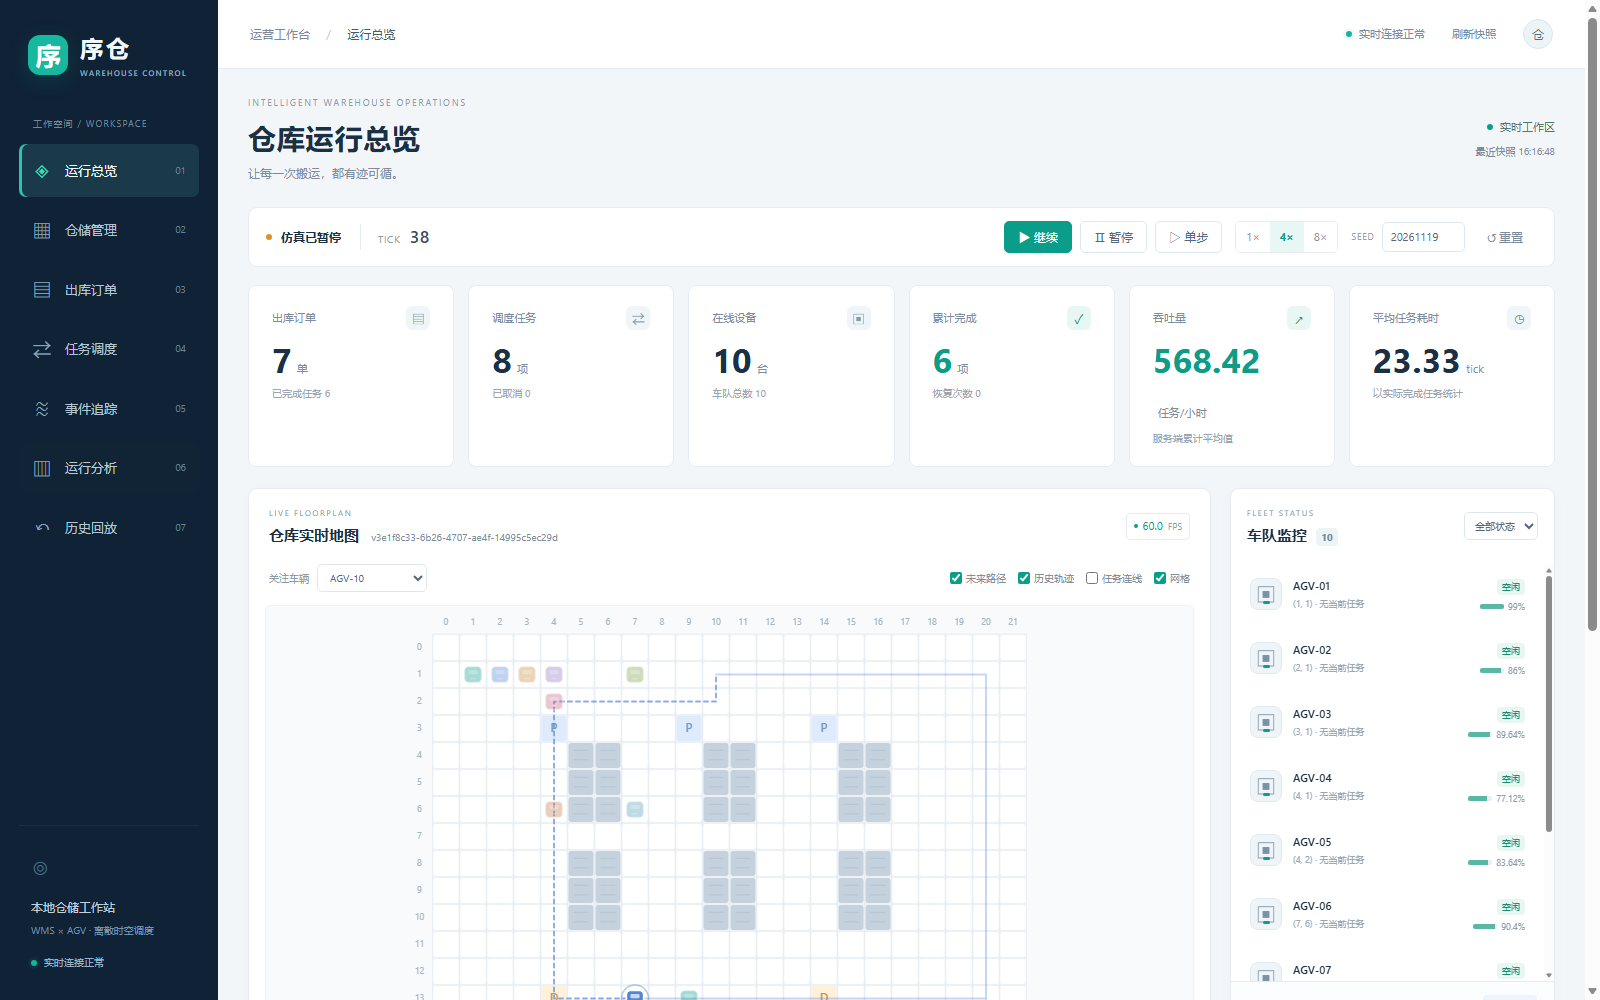 序 序仓
WAREHOUSE CONTROL
工作空间 / WORKSPACE
运行总览 01
仓储管理 02
出库订单 03
任务调度 04
事件追踪 05
运行分析 06
历史回放 07
本地仓储工作站
WMS × AGV · 离散时空调度
实时连接正常
运营工作台 / 运行总览
实时连接正常 刷新快照 仓
INTELLIGENT WAREHOUSE OPERATIONS
仓库运行总览
让每一次搬运，都有迹可循。
实时工作区
最近快照 16:16:48
仿真已暂停 TICK 38
▶ 继续 II 暂停 ▷ 单步 1× 4× 8× SEED 20261119 ↺ 重置
出库订单
7 单
已完成任务 6
调度任务
8 项
已取消 0
在线设备
10 台
车队总数 10
累计完成
6 项
恢复次数 0
吞吐量
568.42
任务/小时
服务端累计平均值
平均任务耗时
23.33 tick
以实际完成任务统计
LIVE FLOORPLAN
仓库实时地图 v3e1f8c33-6b26-4707-ae4f-14995c5ec29d
60.0 FPS
关注车辆 AGV-10 未来路径 历史轨迹 任务连线 网格
0 1 2 3 4 5 6 7 8 9 10 11 12 13 14 15 16 17 18 19 20 21
0
1
2
3 P P P
4
5
6
7
8
9
10
11
12
13 D D
FLEET STATUS
车队监控 10
全部状态
AGV-01 空闲
(1, 1) · 无当前任务 99%
AGV-02 空闲
(2, 1) · 无当前任务 86%
AGV-03 空闲
(3, 1) · 无当前任务 89.64%
AGV-04 空闲
(4, 1) · 无当前任务 77.12%
AGV-05 空闲
(4, 2) · 无当前任务 83.64%
AGV-06 空闲
(7, 6) · 无当前任务 90.4%
AGV-07 空闲